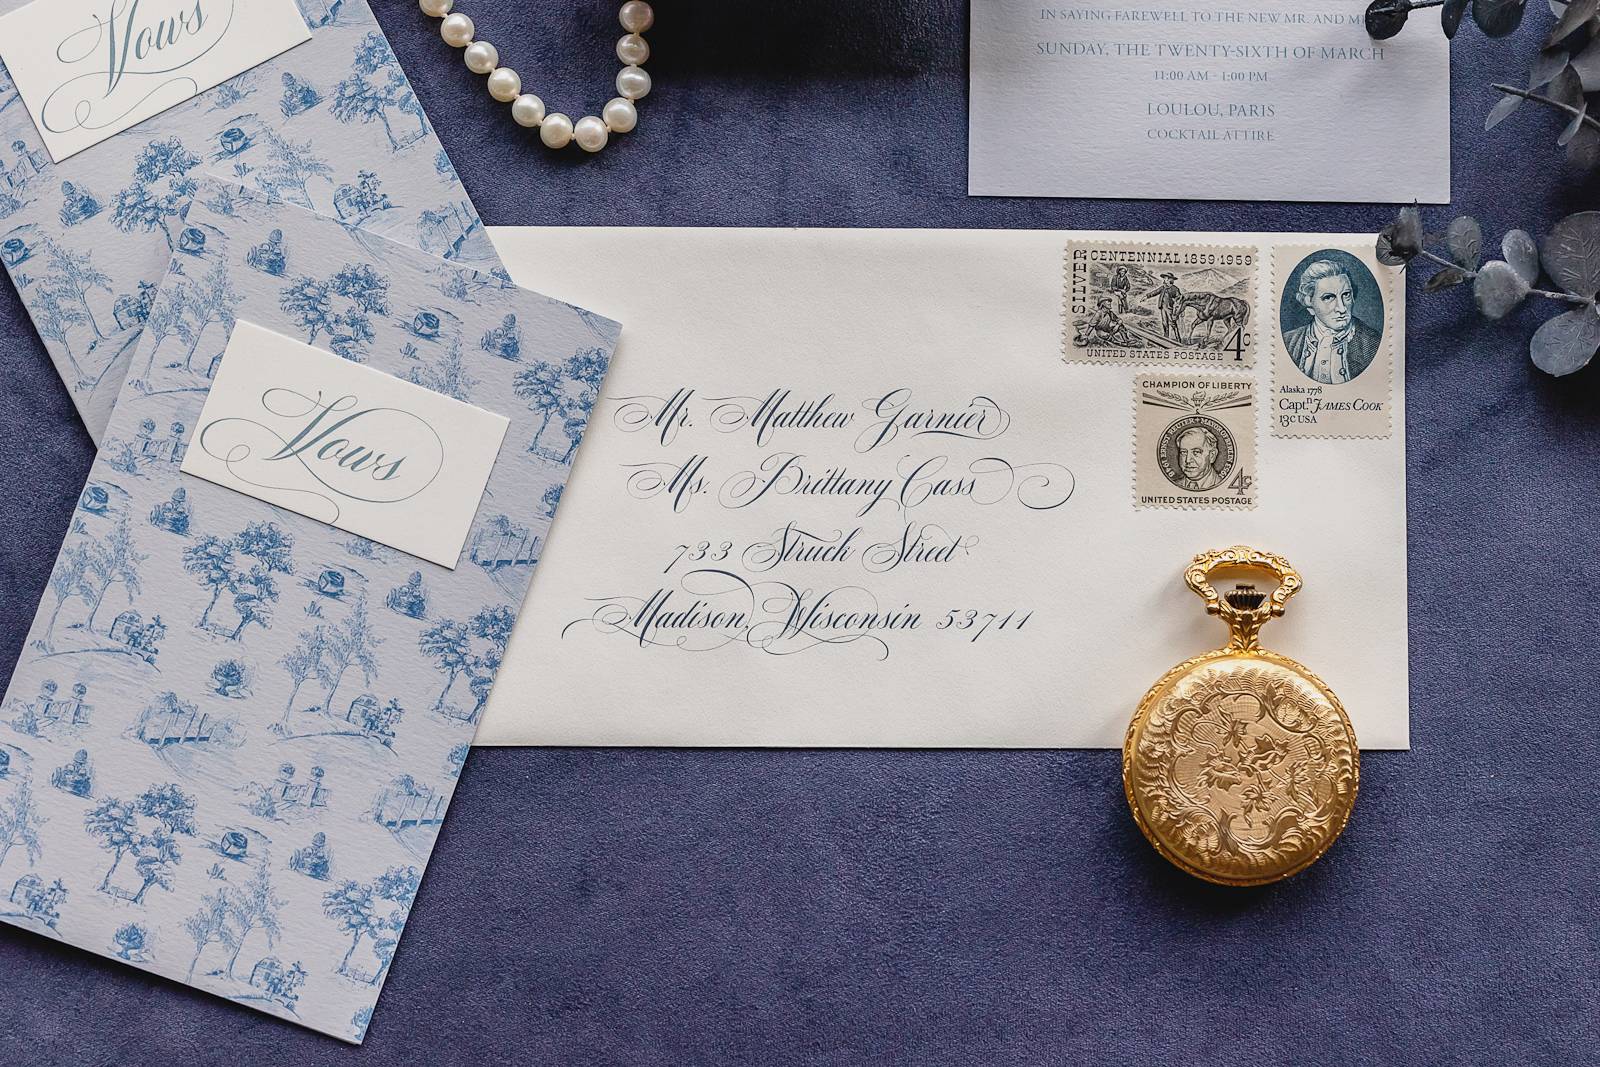 Vows
IN SAYING FAREWELL TO THE NEW MR. AND
SUNDAY, THE TWENTY-SIXTH OF MARCH
11:00 AM - 1:00 PM
LOULOU, PARIS
COCKTAIL ATTIRE
Vows
Mr. Matthew Garnier
Ms. Brittany Cass
733 Struck Street
Madison, Wisconsin 53711
SILVER
CENTENNIAL 1859·1959
4c
UNITED STATES POSTAGE
Alaska 1778
Capt.n JAMES COOK
13c USA
CHAMPION OF LIBERTY
4c
UNITED STATES POSTAGE